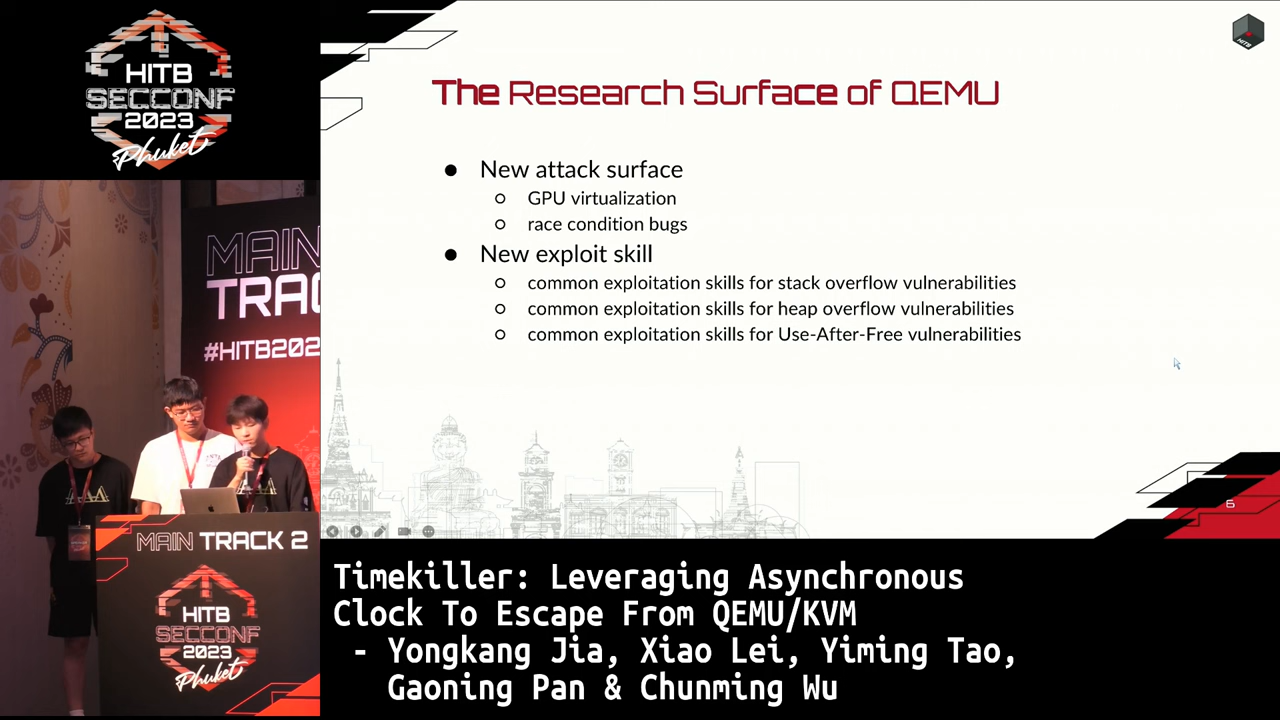 HITB
SECCONF
2023
Phuket
MAIN
TRAC
#HITB202
AAA
MAIN TRACK 2
HITB
SECCONF
2023
Phuket
HITB
The Research Surface of QEMU
● New attack surface
○ GPU virtualization
○ race condition bugs
● New exploit skill
○ common exploitation skills for stack overflow vulnerabilities
○ common exploitation skills for heap overflow vulnerabilities
○ common exploitation skills for Use-After-Free vulnerabilities
6
Timekiller: Leveraging Asynchronous
Clock To Escape From QEMU/KVM
- Yongkang Jia, Xiao Lei, Yiming Tao,
Gaoning Pan & Chunming Wu